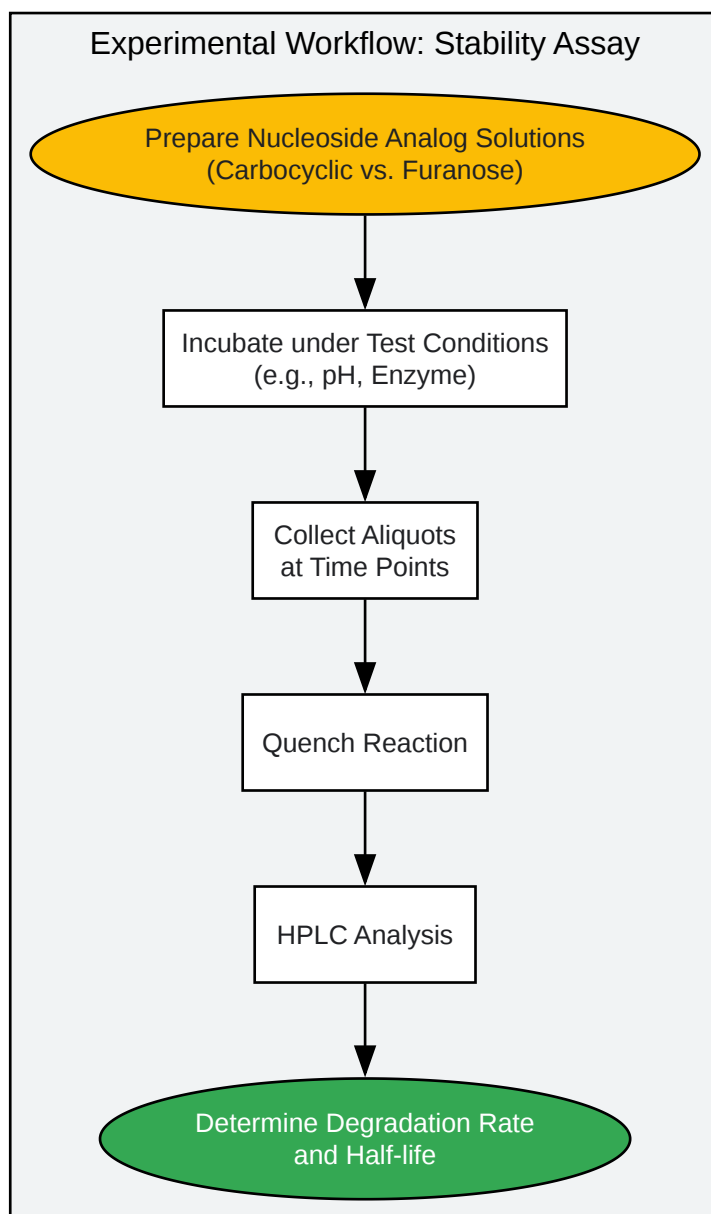 Experimental Workflow: Stability Assay
Prepare Nucleoside Analog Solutions
(Carbocyclic vs. Furanose)
Incubate under Test Conditions
(e.g., pH, Enzyme)
Collect Aliquots
at Time Points
Quench Reaction
HPLC Analysis
Determine Degradation Rate
and Half-life